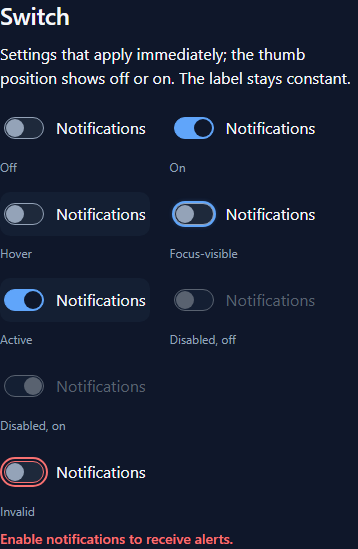 Switch
Settings that apply immediately; the thumb
position shows off or on. The label stays constant.
Notifications Notifications
Off On
Notifications Notifications
Hover Focus-visible
Notifications Notifications
Active Disabled, off
Notifications
Disabled, on
Notifications
Invalid
Enable notifications to receive alerts.